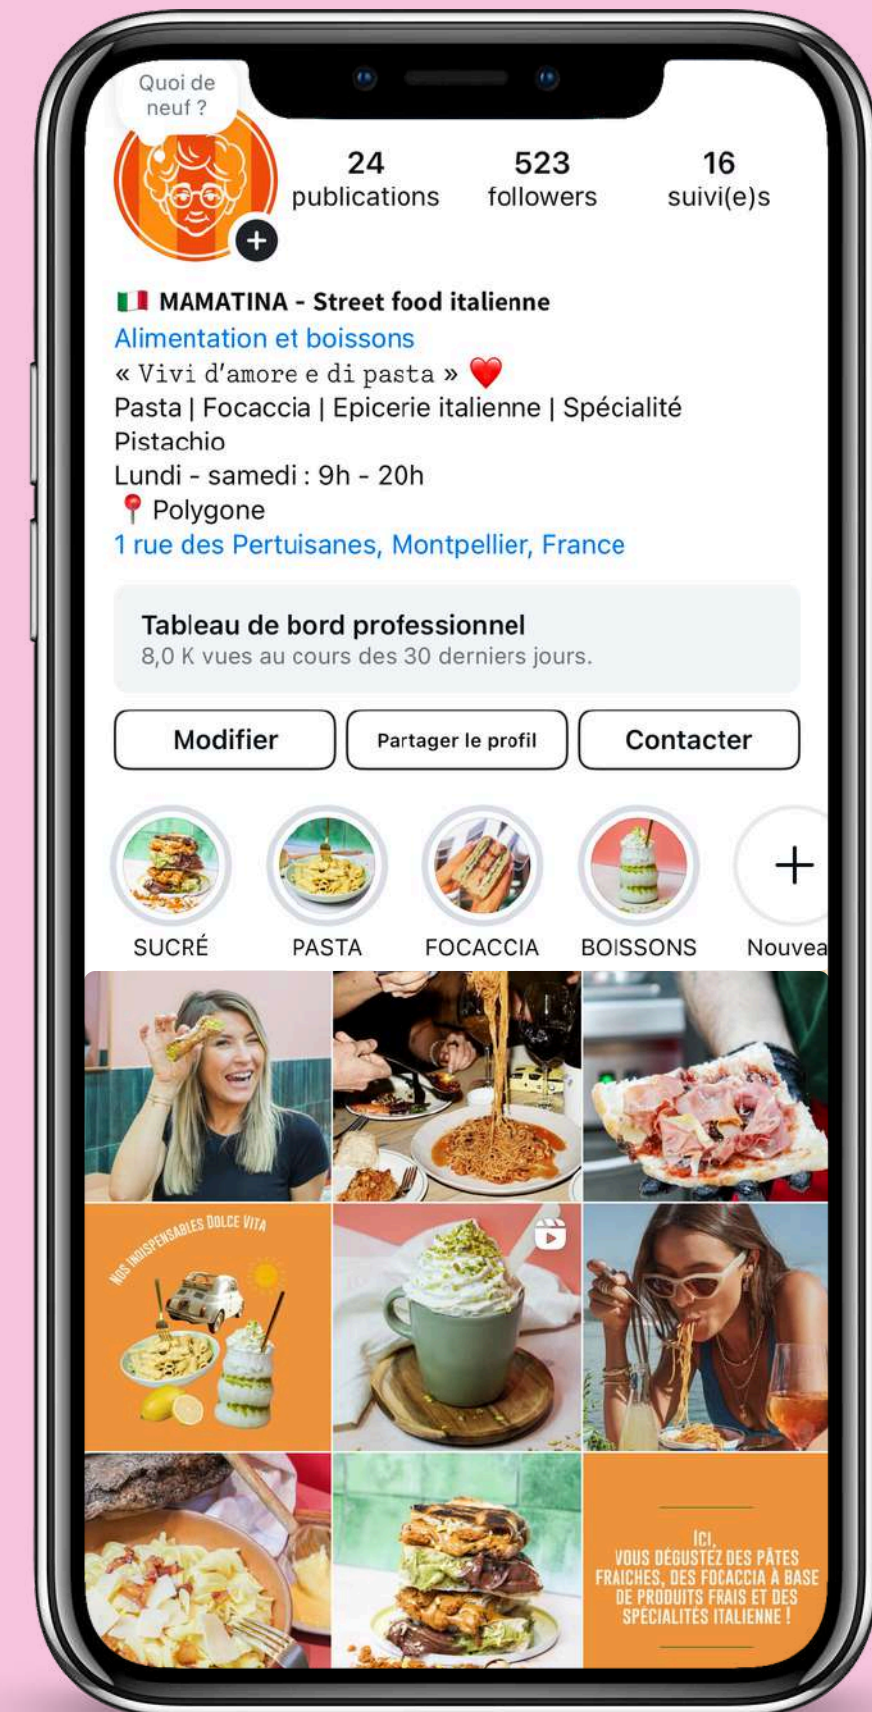 Quoi de
neuf ?
24
publications
523
followers
16
suivi(e)s
🇮🇹 MAMATINA - Street food italienne
Alimentation et boissons
« Vivi d'amore e di pasta » ❤️
Pasta | Focaccia | Epicerie italienne | Spécialité
Pistachio
Lundi - samedi : 9h - 20h
📍 Polygone
1 rue des Pertuisanes, Montpellier, France
Tableau de bord professionnel
8,0 K vues au cours des 30 derniers jours.
Modifier
Partager le profil
Contacter
SUCRÉ
PASTA
FOCACCIA
BOISSONS
Nouvea
NOS INDISPENSABLES DOLCE VITA
ICI,
VOUS DÉGUSTEZ DES PÂTES
FRAICHES, DES FOCACCIA À BASE
DE PRODUITS FRAIS ET DES
SPÉCIALITÉS ITALIENNE !